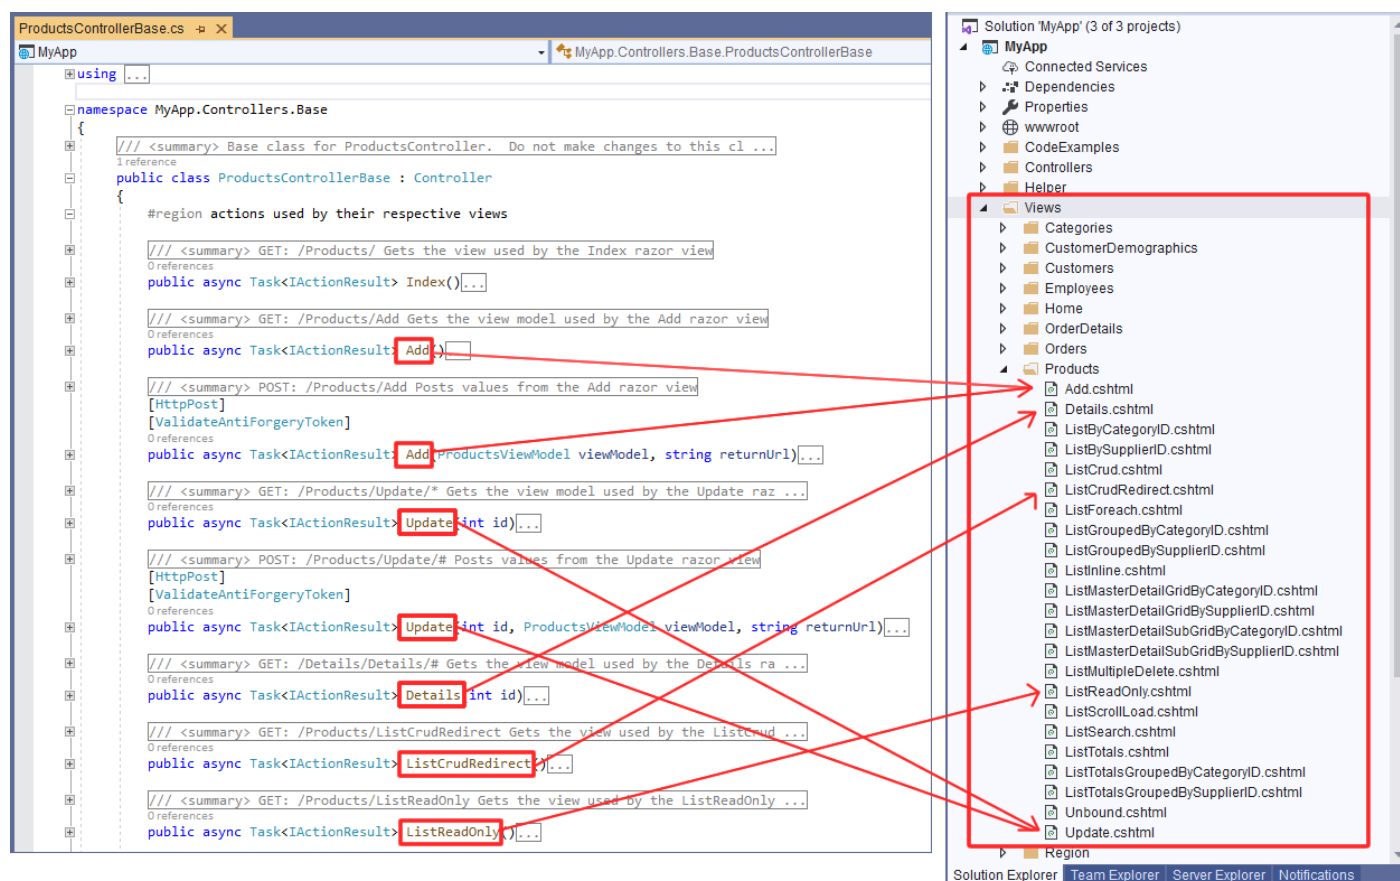 ProductsControllerBase.cs
MyApp
MyApp.Controllers.Base.ProductsControllerBase
using ...
namespace MyApp.Controllers.Base
{
/// <summary> Base class for ProductsController.  Do not make changes to this cl ...
1 reference
public class ProductsControllerBase : Controller
{
#region actions used by their respective views
/// <summary> GET: /Products/ Gets the view used by the Index razor view
0 references
public async Task<IActionResult> Index()...
/// <summary> GET: /Products/Add Gets the view model used by the Add razor view
0 references
public async Task<IActionResult> Add()...
/// <summary> POST: /Products/Add Posts values from the Add razor view
[HttpPost]
[ValidateAntiForgeryToken]
0 references
public async Task<IActionResult> Add(ProductsViewModel viewModel, string returnUrl)...
/// <summary> GET: /Products/Update/* Gets the view model used by the Update raz ...
0 references
public async Task<IActionResult> Update(int id)...
/// <summary> POST: /Products/Update/# Posts values from the Update razor view
[HttpPost]
[ValidateAntiForgeryToken]
0 references
public async Task<IActionResult> Update(int id, ProductsViewModel viewModel, string returnUrl)...
/// <summary> GET: /Details/Details/# Gets the view model used by the Details ra ...
0 references
public async Task<IActionResult> Details(int id)...
/// <summary> GET: /Products/ListCrudRedirect Gets the view used by the ListCrud ...
0 references
public async Task<IActionResult> ListCrudRedirect()...
/// <summary> GET: /Products/ListReadOnly Gets the view used by the ListReadOnly ...
0 references
public async Task<IActionResult> ListReadOnly()...
Solution 'MyApp' (3 of 3 projects)
MyApp
Connected Services
Dependencies
Properties
wwwroot
CodeExamples
Controllers
Helper
Views
Categories
CustomerDemographics
Customers
Employees
Home
OrderDetails
Orders
Products
Add.cshtml
Details.cshtml
ListByCategoryID.cshtml
ListBySupplierID.cshtml
ListCrud.cshtml
ListCrudRedirect.cshtml
ListForeach.cshtml
ListGroupedByCategoryID.cshtml
ListGroupedBySupplierID.cshtml
ListInline.cshtml
ListMasterDetailGridByCategoryID.cshtml
ListMasterDetailGridBySupplierID.cshtml
ListMasterDetailSubGridByCategoryID.cshtml
ListMasterDetailSubGridBySupplierID.cshtml
ListMultipleDelete.cshtml
ListReadOnly.cshtml
ListScrollLoad.cshtml
ListSearch.cshtml
ListTotals.cshtml
ListTotalsGroupedByCategoryID.cshtml
ListTotalsGroupedBySupplierID.cshtml
Unbound.cshtml
Update.cshtml
Region
Solution Explorer Team Explorer Server Explorer Notifications